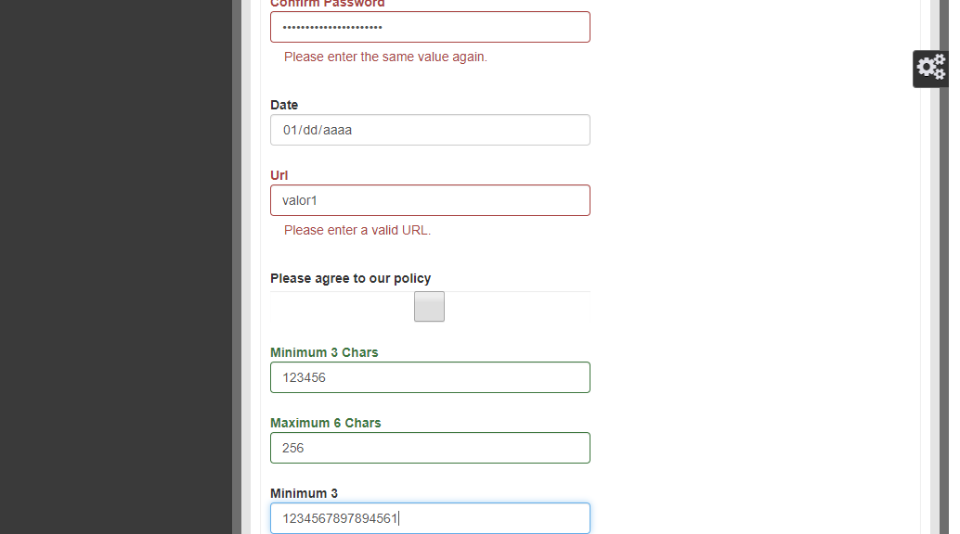 Confirm Password
••••••••••••••••••••••
Please enter the same value again.
Date
01/dd/aaaa
Url
valor1
Please enter a valid URL.
Please agree to our policy
Minimum 3 Chars
123456
Maximum 6 Chars
256
Minimum 3
1234567897894561